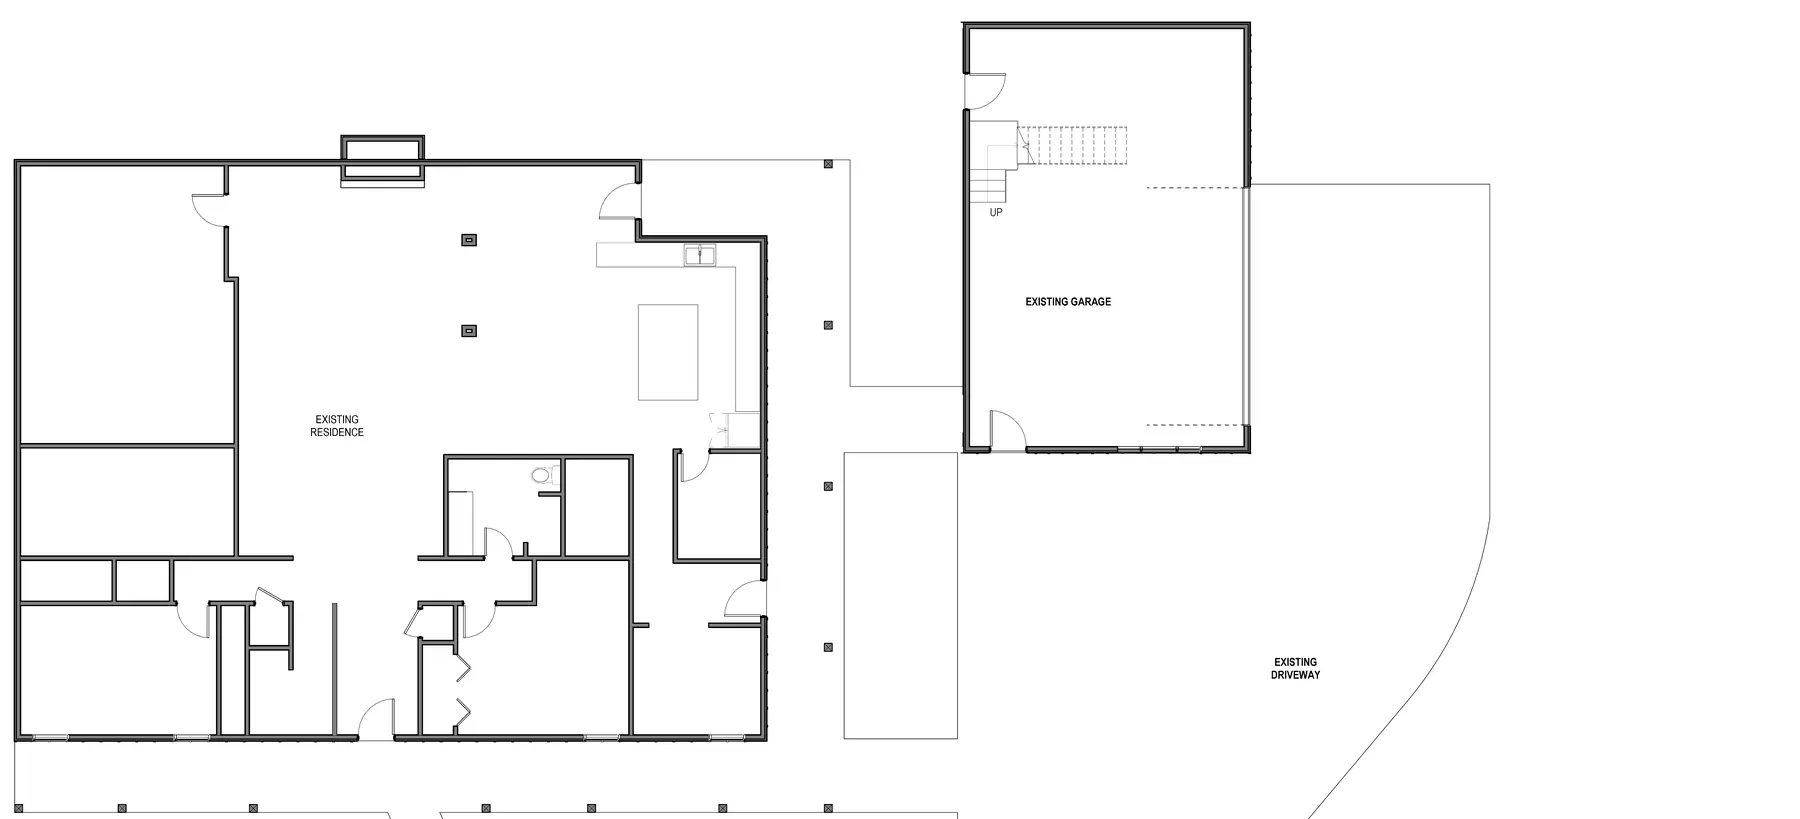 UP
EXISTING GARAGE
EXISTING
RESIDENCE
EXISTING
DRIVEWAY